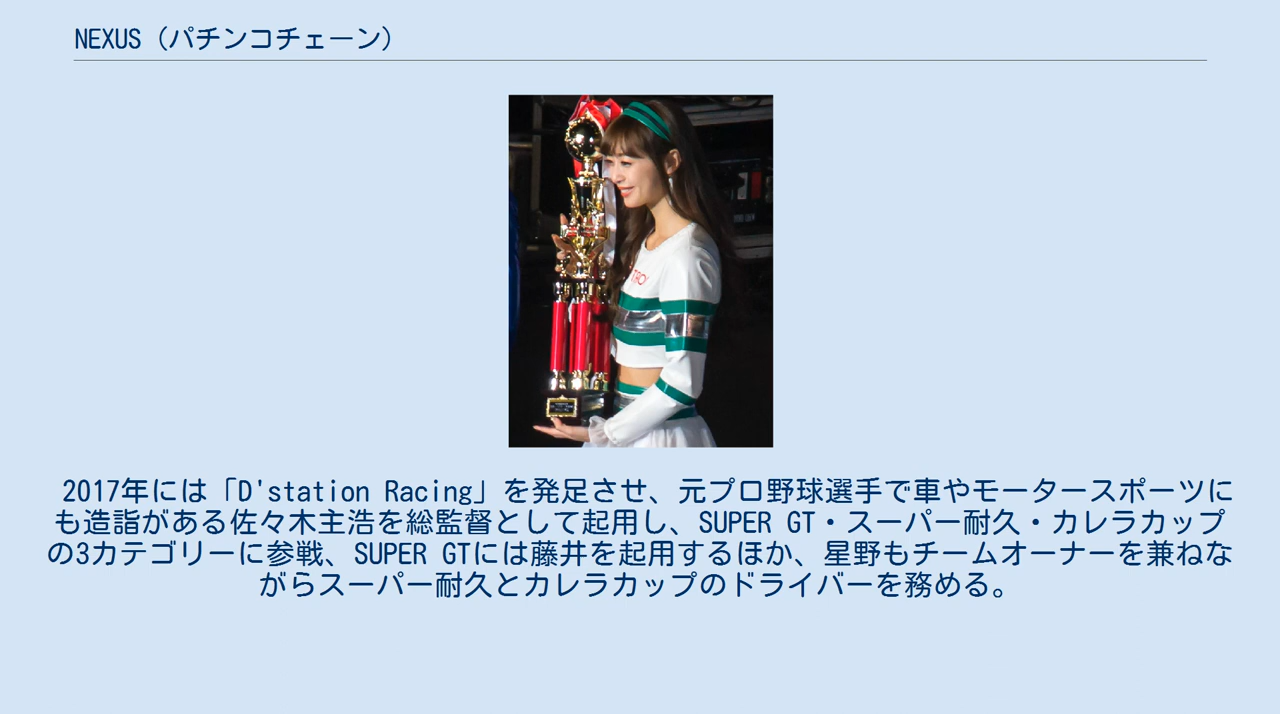 NEXUS（パチンコチェーン）
2017年には「D'station Racing」を発足させ、元プロ野球選手で車やモータースポーツに
も造詣がある佐々木主浩を総監督として起用し、SUPER GT・スーパー耐久・カレラカップ
の3カテゴリーに参戦、SUPER GTには藤井を起用するほか、星野もチームオーナーを兼ねな
がらスーパー耐久とカレラカップのドライバーを務める。